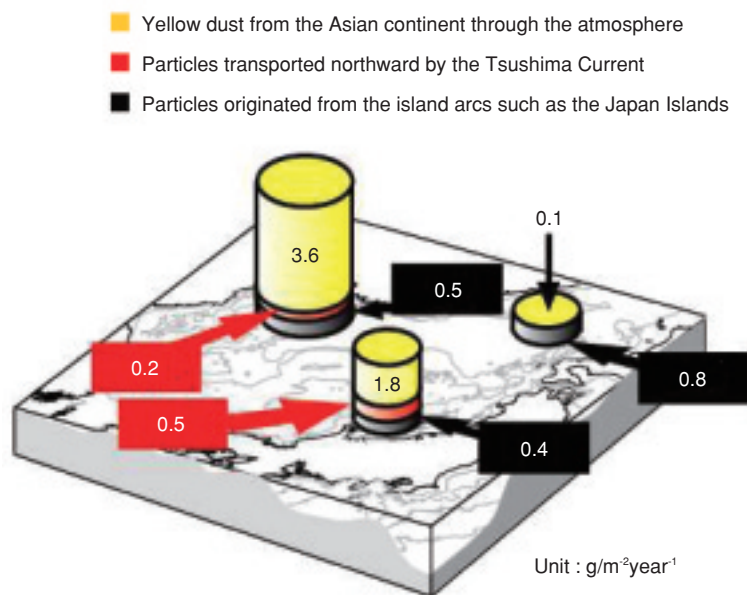 Yellow dust from the Asian continent through the atmosphere
Particles transported northward by the Tsushima Current
Particles originated from the island arcs such as the Japan Islands
0.1
3.6
0.5
0.2
1.8
0.8
0.5
0.4
Unit : g/m⁻²year⁻¹